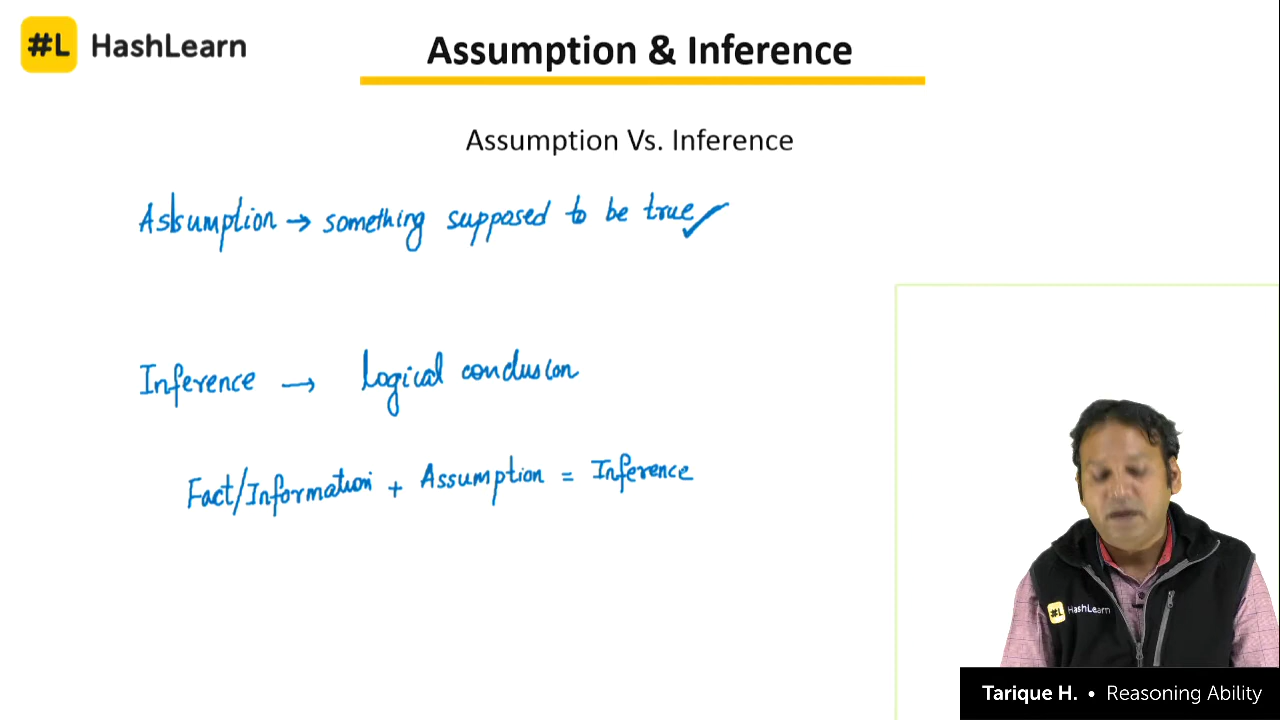 #L HashLearn
Assumption & Inference
Assumption Vs. Inference
Assumption → something supposed to be true ✓
Inference → logical conclusion
Fact/Information + Assumption = Inference
#L HashLearn
Tarique H. • Reasoning Ability